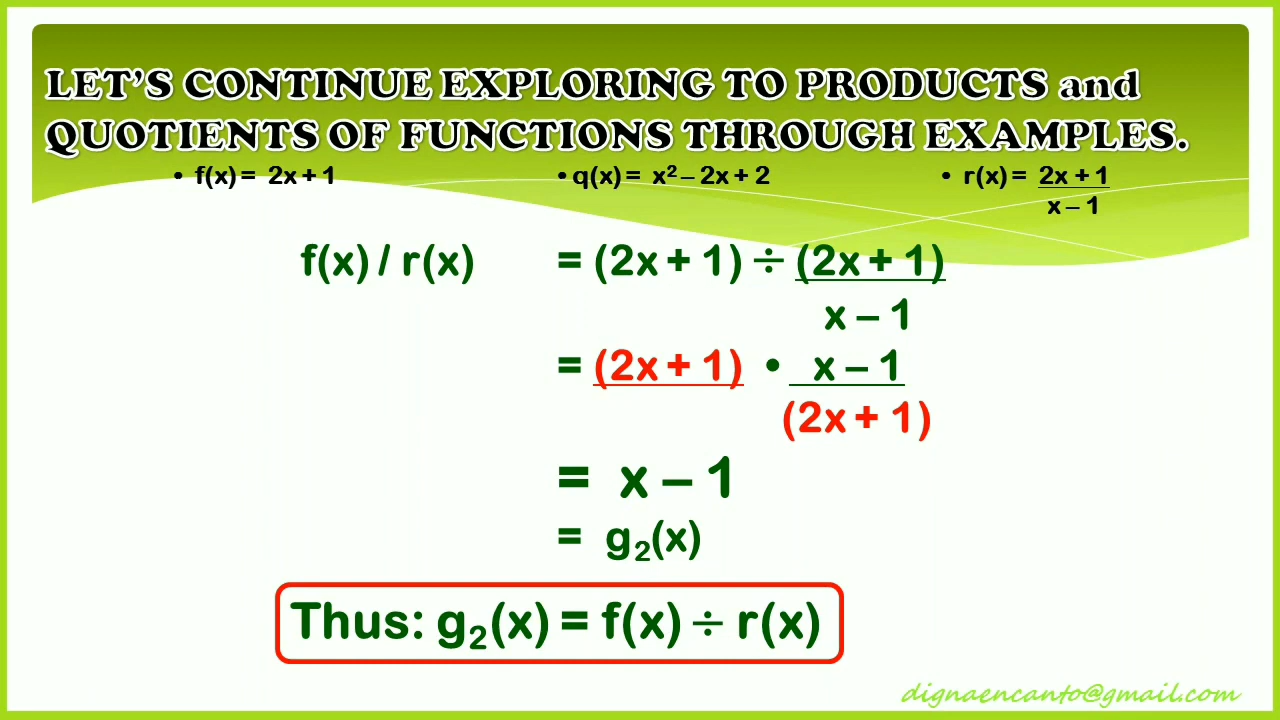 LET'S CONTINUE EXPLORING TO PRODUCTS and
QUOTIENTS OF FUNCTIONS THROUGH EXAMPLES.
• f(x) = 2x + 1 • q(x) = x² – 2x + 2 • r(x) = 2x + 1
x – 1
f(x) / r(x) = (2x + 1) ÷ (2x + 1)
x – 1
= (2x + 1) • x – 1
(2x + 1)
= x – 1
= g₂(x)
Thus: g₂(x) = f(x) ÷ r(x)
dignaencanto@gmail.com